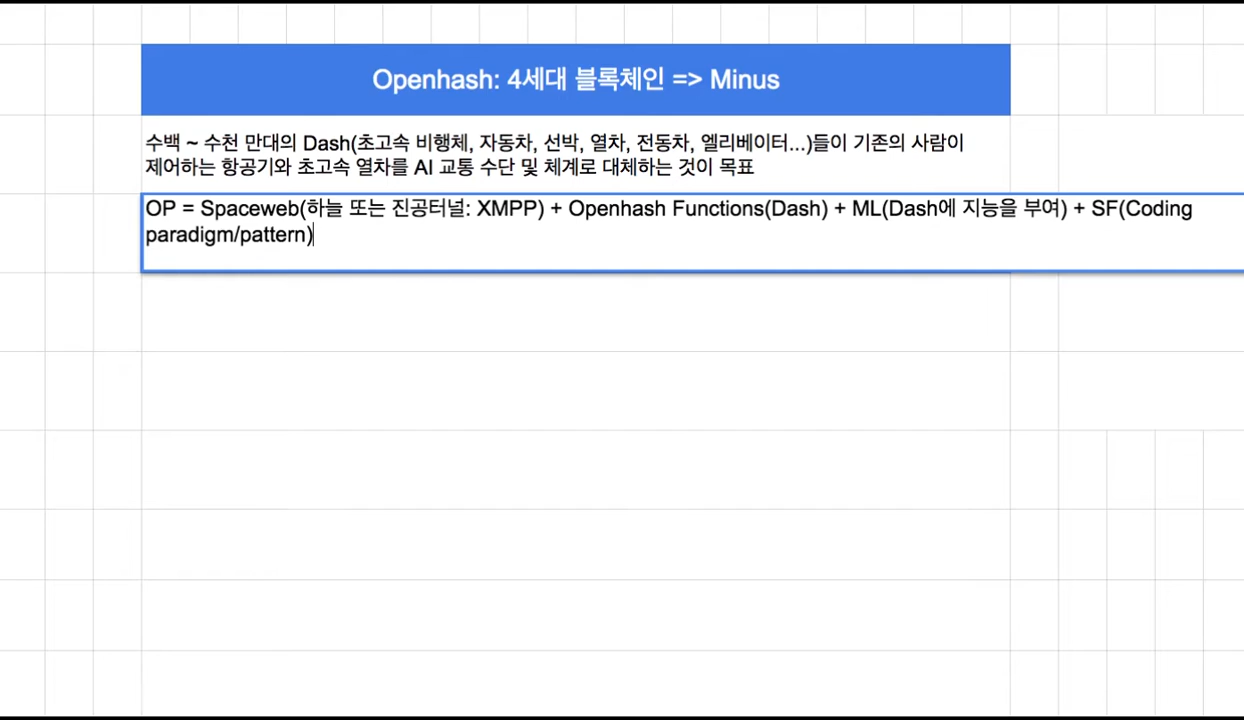 Openhash: 4세대 블록체인 => Minus
수백 ~ 수천 만대의 Dash(초고속 비행체, 자동차, 선박, 열차, 전동차, 엘리베이터...)들이 기존의 사람이
제어하는 항공기와 초고속 열차를 AI 교통 수단 및 체계로 대체하는 것이 목표
OP = Spaceweb(하늘 또는 진공터널: XMPP) + Openhash Functions(Dash) + ML(Dash에 지능을 부여) + SF(Coding
paradigm/pattern)